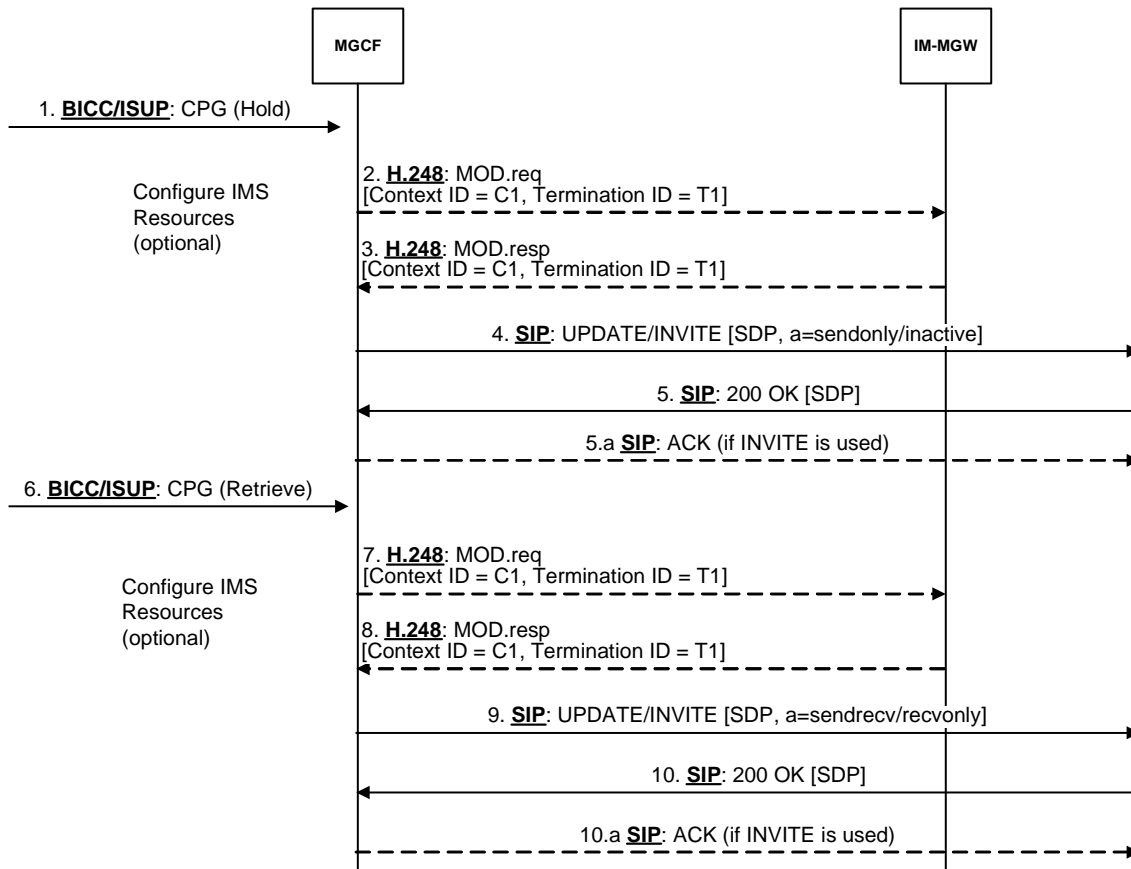 MGCF
IM-MGW
1. BICC/ISUP: CPG (Hold)
Configure IMS
Resources
(optional)
2. H.248: MOD.req
[Context ID = C1, Termination ID = T1]
3. H.248: MOD.resp
[Context ID = C1, Termination ID = T1]
4. SIP: UPDATE/INVITE [SDP, a=sendonly/inactive]
5. SIP: 200 OK [SDP]
5.a SIP: ACK (if INVITE is used)
6. BICC/ISUP: CPG (Retrieve)
7. H.248: MOD.req
[Context ID = C1, Termination ID = T1]
Configure IMS
Resources
(optional)
8. H.248: MOD.resp
[Context ID = C1, Termination ID = T1]
9. SIP: UPDATE/INVITE [SDP, a=sendrecv/recvonly]
10. SIP: 200 OK [SDP]
10.a SIP: ACK (if INVITE is used)